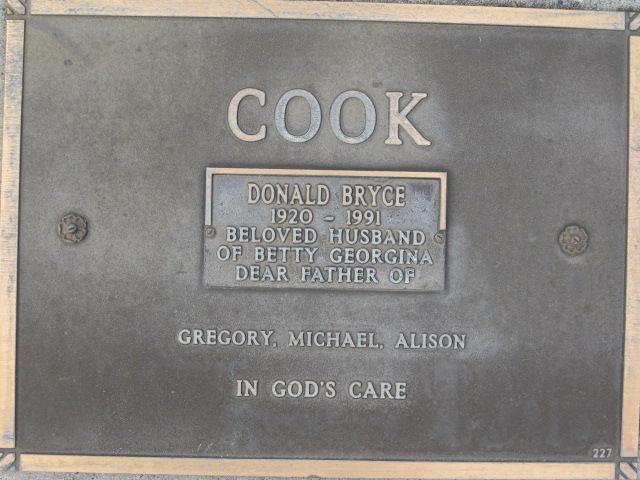 COOK
DONALD BRYCE
1920 - 1991
BELOVED HUSBAND
OF BETTY GEORGINA
DEAR FATHER OF
GREGORY, MICHAEL, ALISON
IN GOD'S CARE
227